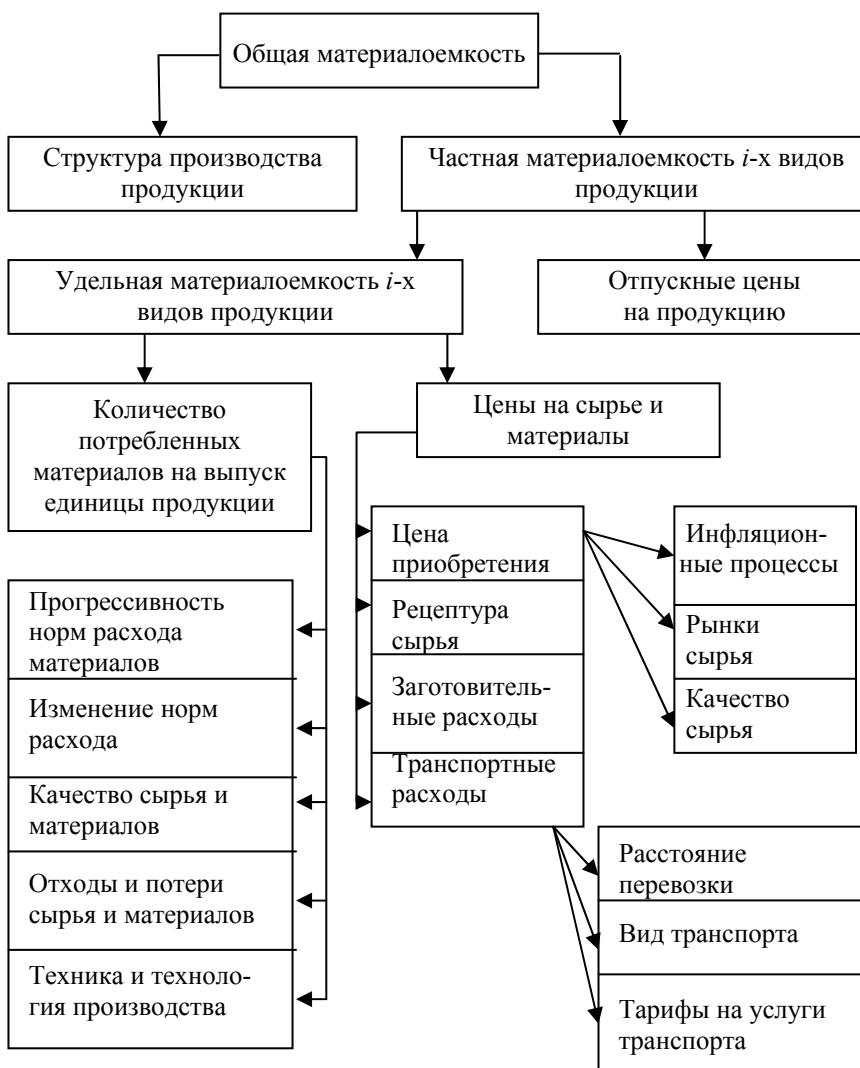 Общая материалоемкость
Структура производства
продукции
Частная материалоемкость i-х видов
продукции
Удельная материалоемкость i-х
видов продукции
Отпускные цены
на продукцию
Количество
потребленных
материалов на выпуск
единицы продукции
Цены на сырье и
материалы
Цена
приобретения
Рецептура
сырья
Заготовитель-
ные расходы
Транспортные
расходы
Инфляцион-
ные процессы
Рынки
сырья
Качество
сырья
Прогрессивность
норм расхода
материалов
Изменение норм
расхода
Качество сырья и
материалов
Отходы и потери
сырья и материалов
Техника и техноло-
гия производства
Расстояние
перевозки
Вид транспорта
Тарифы на услуги
транспорта